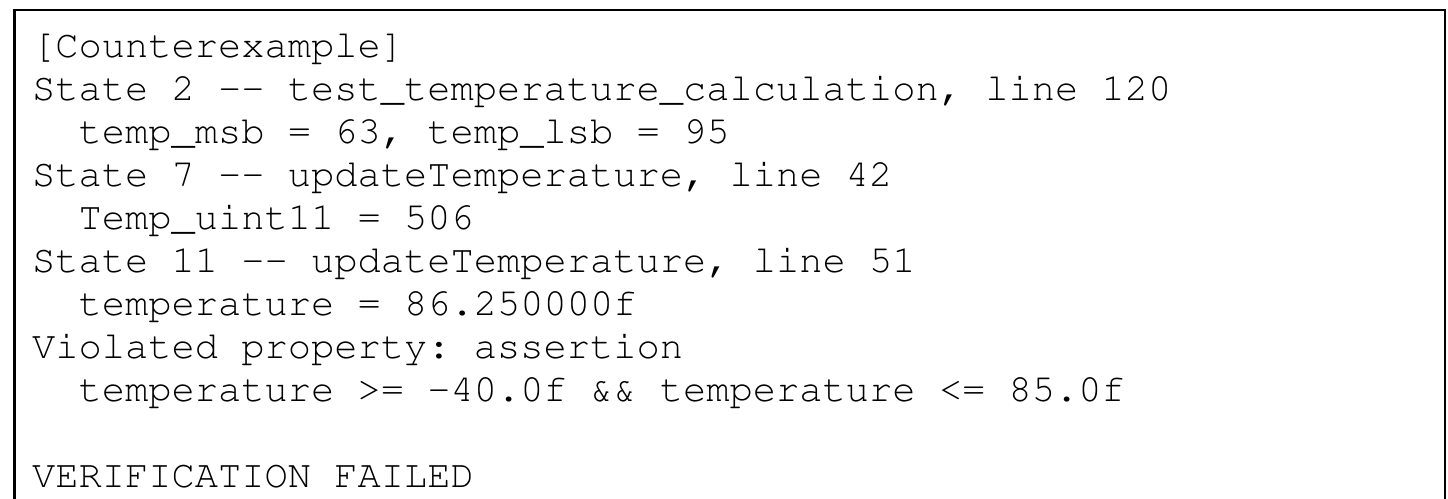 [Counterexample]
State 2 -- test_temperature_calculation, line 120
temp_msb = 63, temp_lsb = 95
State 7 -- updateTemperature, line 42
Temp_uint11 = 506
State 11 -- updateTemperature, line 51
temperature = 86.250000f
Violated property: assertion
temperature >= -40.0f && temperature <= 85.0f
VERIFICATION FAILED